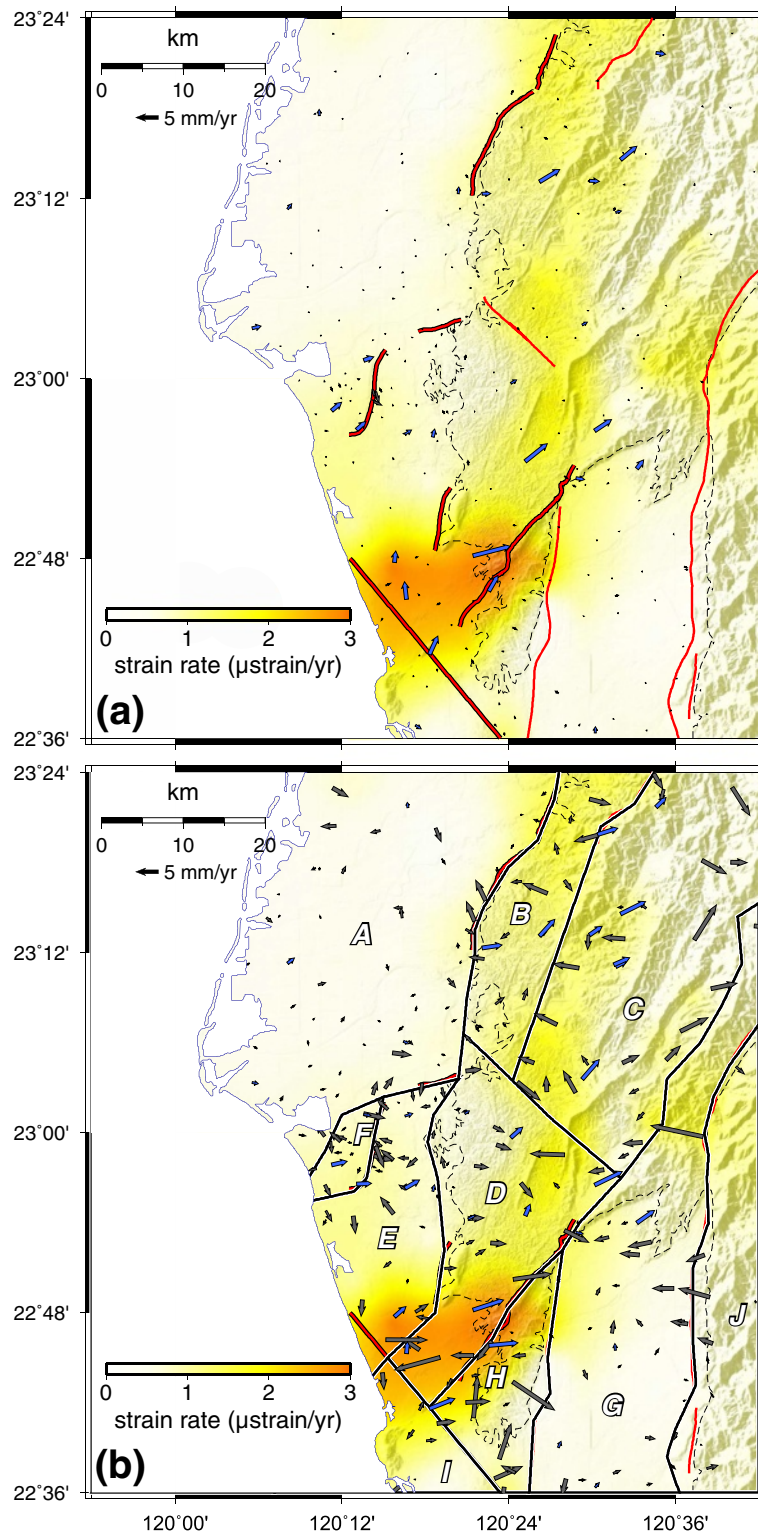 23˚24'
km
0 10 20
5 mm/yr
23˚12'
23˚00'
22˚48'
0 1 2 3
strain rate (µstrain/yr)
(a)
22˚36'
23˚24'
km
0 10 20
5 mm/yr
A
B
23˚12'
C
23˚00'
F
D
E
22˚48'
J
H
G
0 1 2 3
strain rate (µstrain/yr)
(b)
I
22˚36'
120˚00' 120˚12' 120˚24' 120˚36'